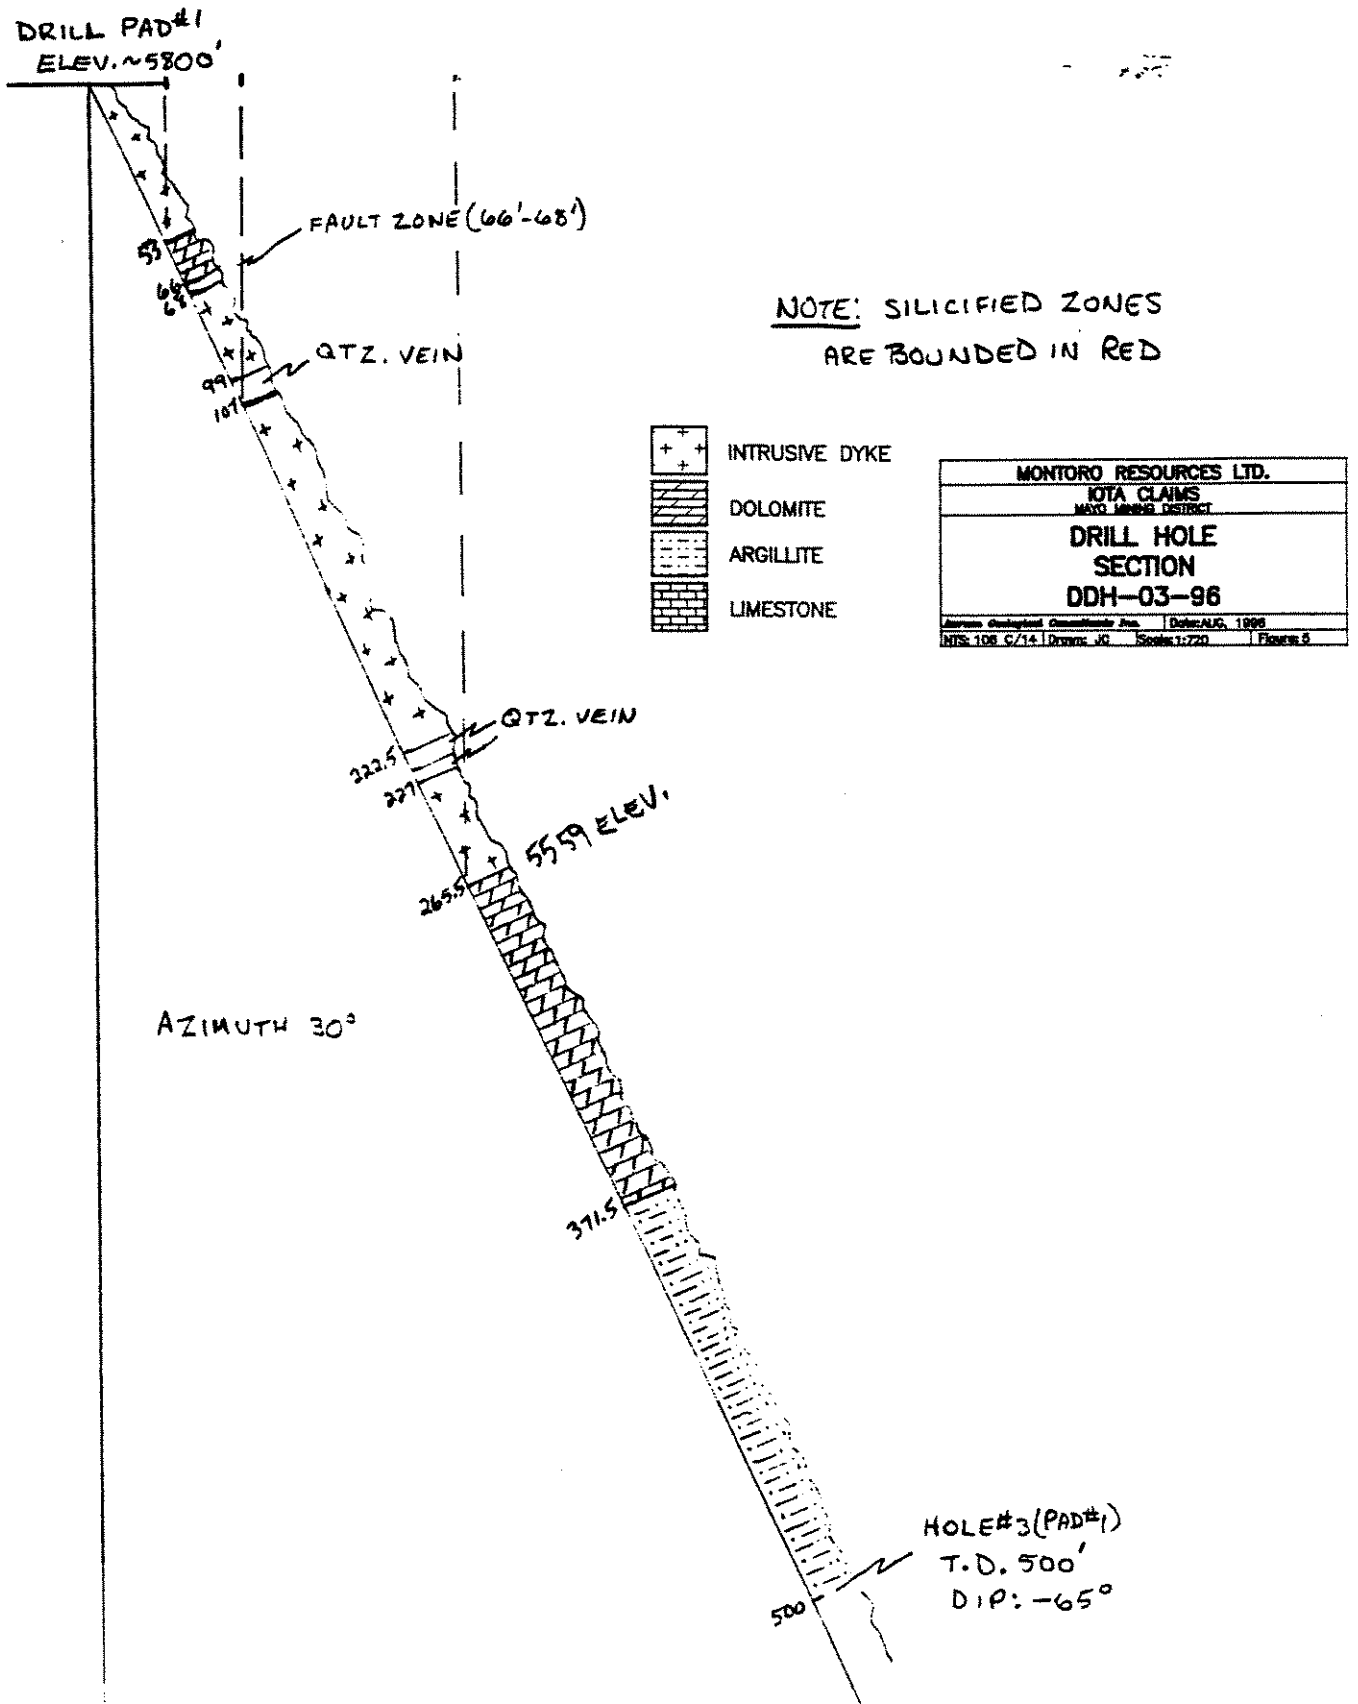 DRILL PAD #1
ELEV. ~5800'
FAULT ZONE (66'-68')
53
66
68
QTZ. VEIN
99
107
NOTE: SILICIFIED ZONES
ARE BOUNDED IN RED
INTRUSIVE DYKE
DOLOMITE
ARGILLITE
LIMESTONE
MONTORO RESOURCES LTD.
IOTA CLAIMS
MAYO MINING DISTRICT
DRILL HOLE
SECTION
DDH-03-96
Geological Consultants Inc. Date: AUG, 1996
NTS: 106 C/14 Drawn: JC Scale: 1:720 Figure: 5
QTZ. VEIN
222.5
227
5559 ELEV.
265.5
AZIMUTH 30°
371.5
HOLE #3 (PAD #1)
T.D. 500'
DIP: -65°
500